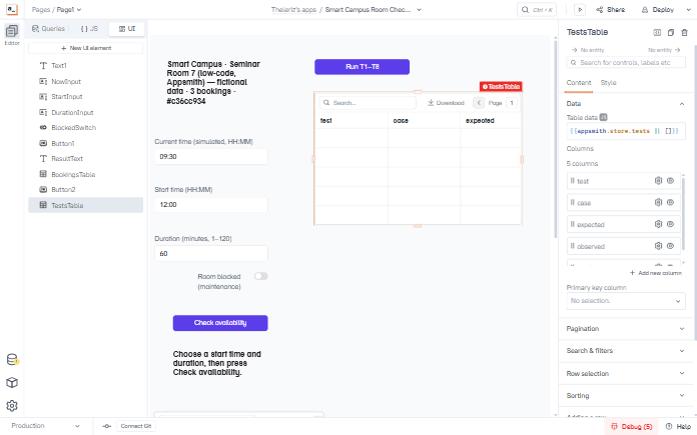 Pages / Page1
Theierlz's apps / Smart Campus Room Chec...
Ctrl + K
Share
Deploy
Editor
Queries
JS
UI
+ New UI element
Text1
NowInput
StartInput
DurationInput
BlockedSwitch
Button1
ResultText
BookingsTable
Button2
TestsTable
Smart Campus · Seminar
Room 7 (low-code,
Appsmith) — fictional
data · 3 bookings ·
#c36cc934
Current time (simulated, HH:MM)
09:30
Start time (HH:MM)
12:00
Duration (minutes, 1–120)
60
Room blocked
(maintenance)
Check availability
Choose a start time and
duration, then press
Check availability.
Run T1–T8
TestsTable
Search...
Download
Page 1
test case expected
TestsTable
No entity
No entity
Search for controls, labels etc
Content Style
Data
Table data JS
{{appsmith.store.tests || []}}
Columns
5 columns
test
case
expected
observed
+ Add new column
Primary key column
No selection.
Pagination
Search & filters
Row selection
Sorting
Production
Connect Git
Debug (5)
Help